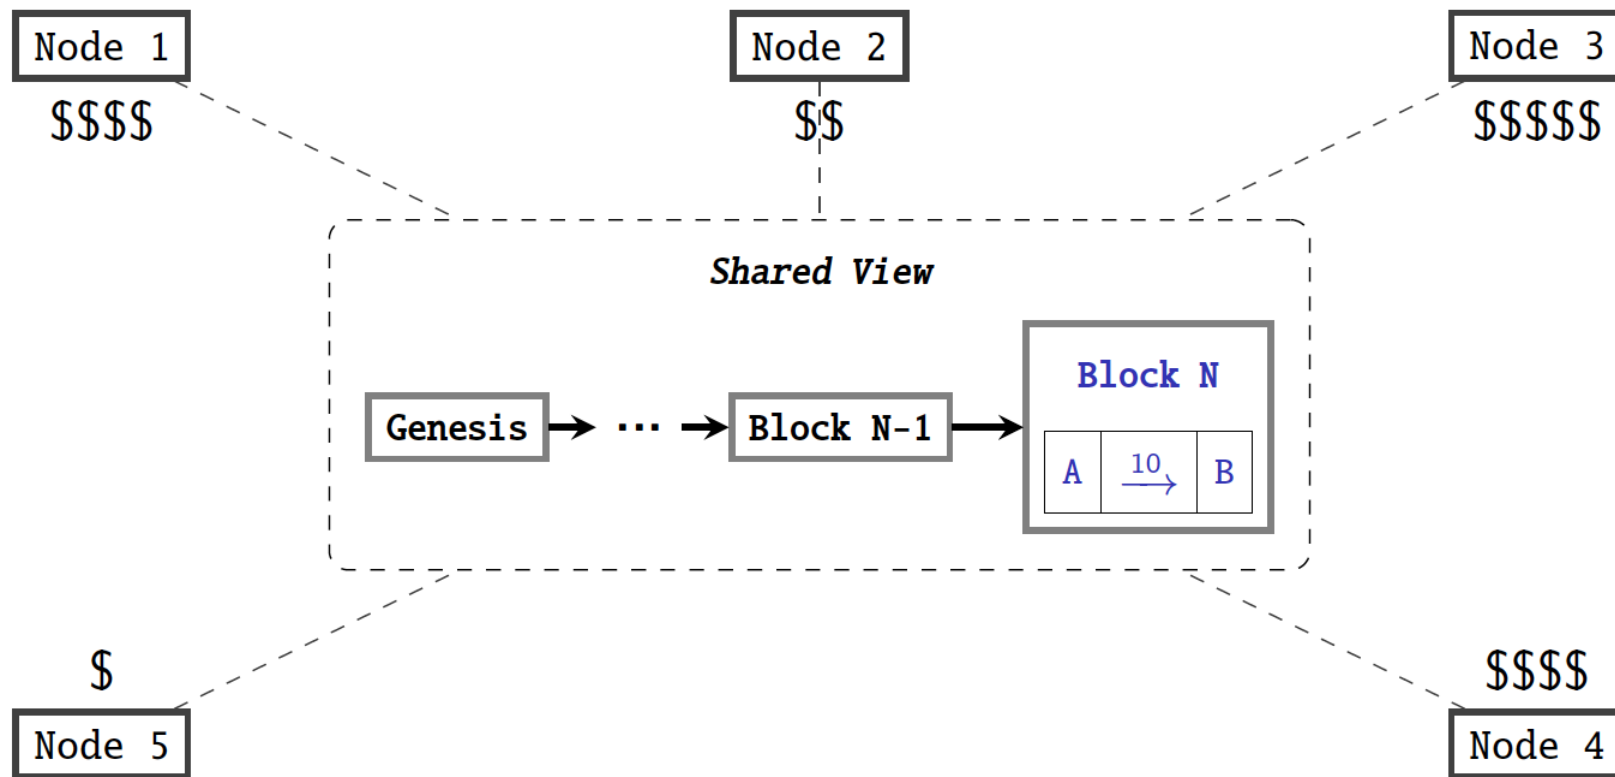 Node 1
Node 2
Node 3
$$$$
$$
$$$$$
Shared View
Block N
Genesis
...
Block N-1
10
A
B
$
$$$$
Node 5
Node 4